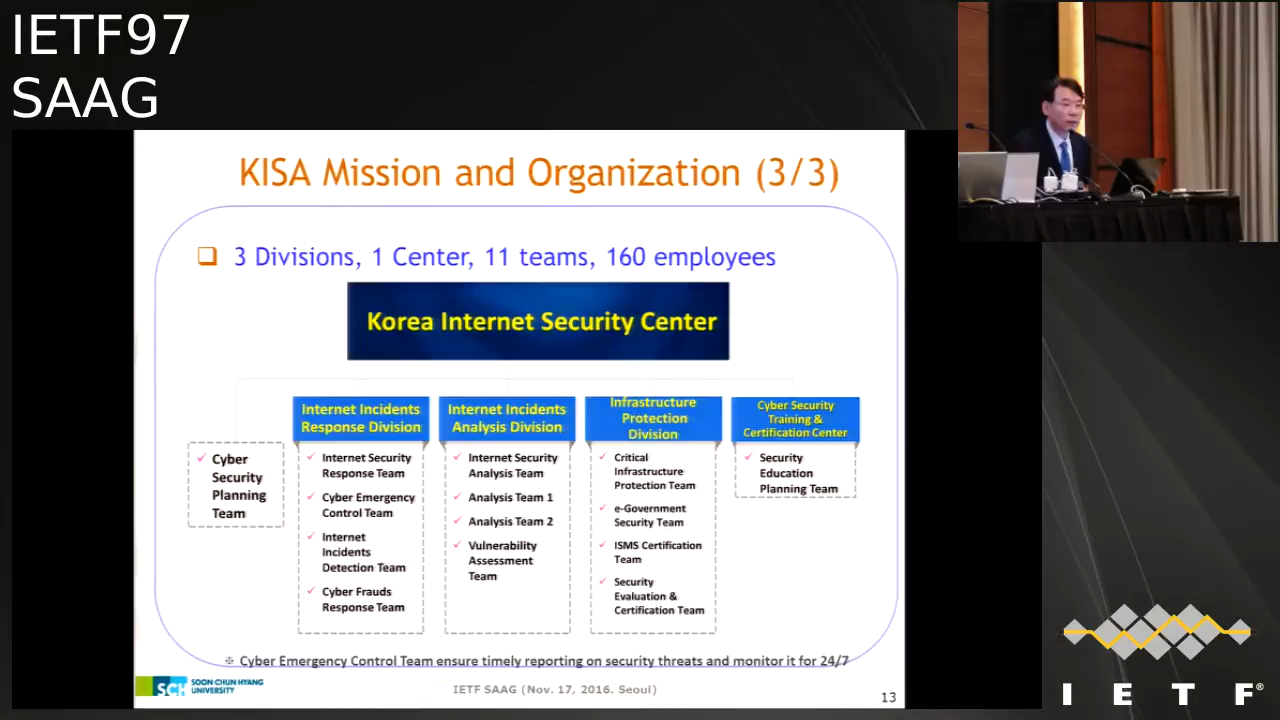 IETF97
SAAG
KISA Mission and Organization (3/3)
❑ 3 Divisions, 1 Center, 11 teams, 160 employees
Korea Internet Security Center
✓ Cyber
Security
Planning
Team
Internet Incidents
Response Division
✓ Internet Security
Response Team
✓ Cyber Emergency
Control Team
✓ Internet
Incidents
Detection Team
✓ Cyber Frauds
Response Team
Internet Incidents
Analysis Division
✓ Internet Security
Analysis Team
✓ Analysis Team 1
✓ Analysis Team 2
✓ Vulnerability
Assessment
Team
Infrastructure
Protection
Division
✓ Critical
Infrastructure
Protection Team
✓ e-Government
Security Team
✓ ISMS Certification
Team
✓ Security
Evaluation &
Certification Team
Cyber Security
Training &
Certification Center
✓ Security
Education
Planning Team
※ Cyber Emergency Control Team ensure timely reporting on security threats and monitor it for 24/7
SCH
SOON CHUN HYANG
UNIVERSITY
IETF SAAG (Nov. 17, 2016. Seoul)
13
I E T F®